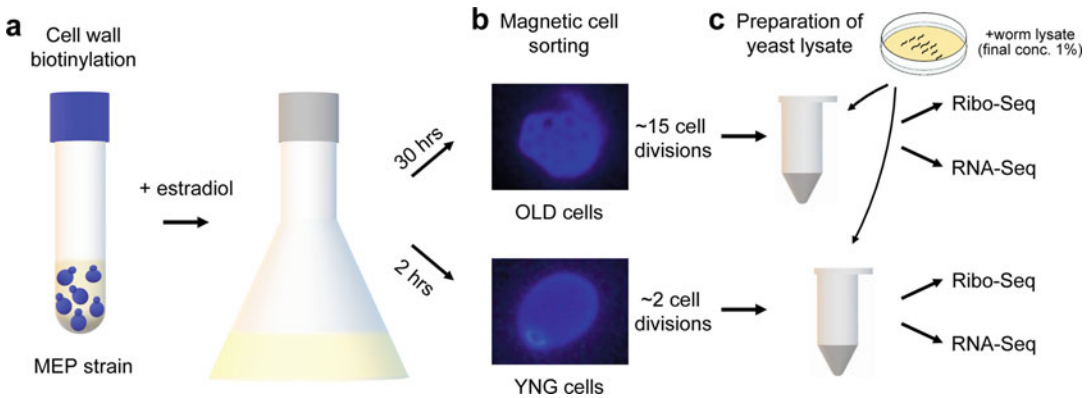 a
Cell wall
biotinylation
MEP strain
+ estradiol
30 hrs
2 hrs
b
Magnetic cell
sorting
OLD cells
YNG cells
~15 cell
divisions
~2 cell
divisions
c
Preparation of
yeast lysate
+worm lysate
(final conc. 1%)
Ribo-Seq
RNA-Seq
Ribo-Seq
RNA-Seq